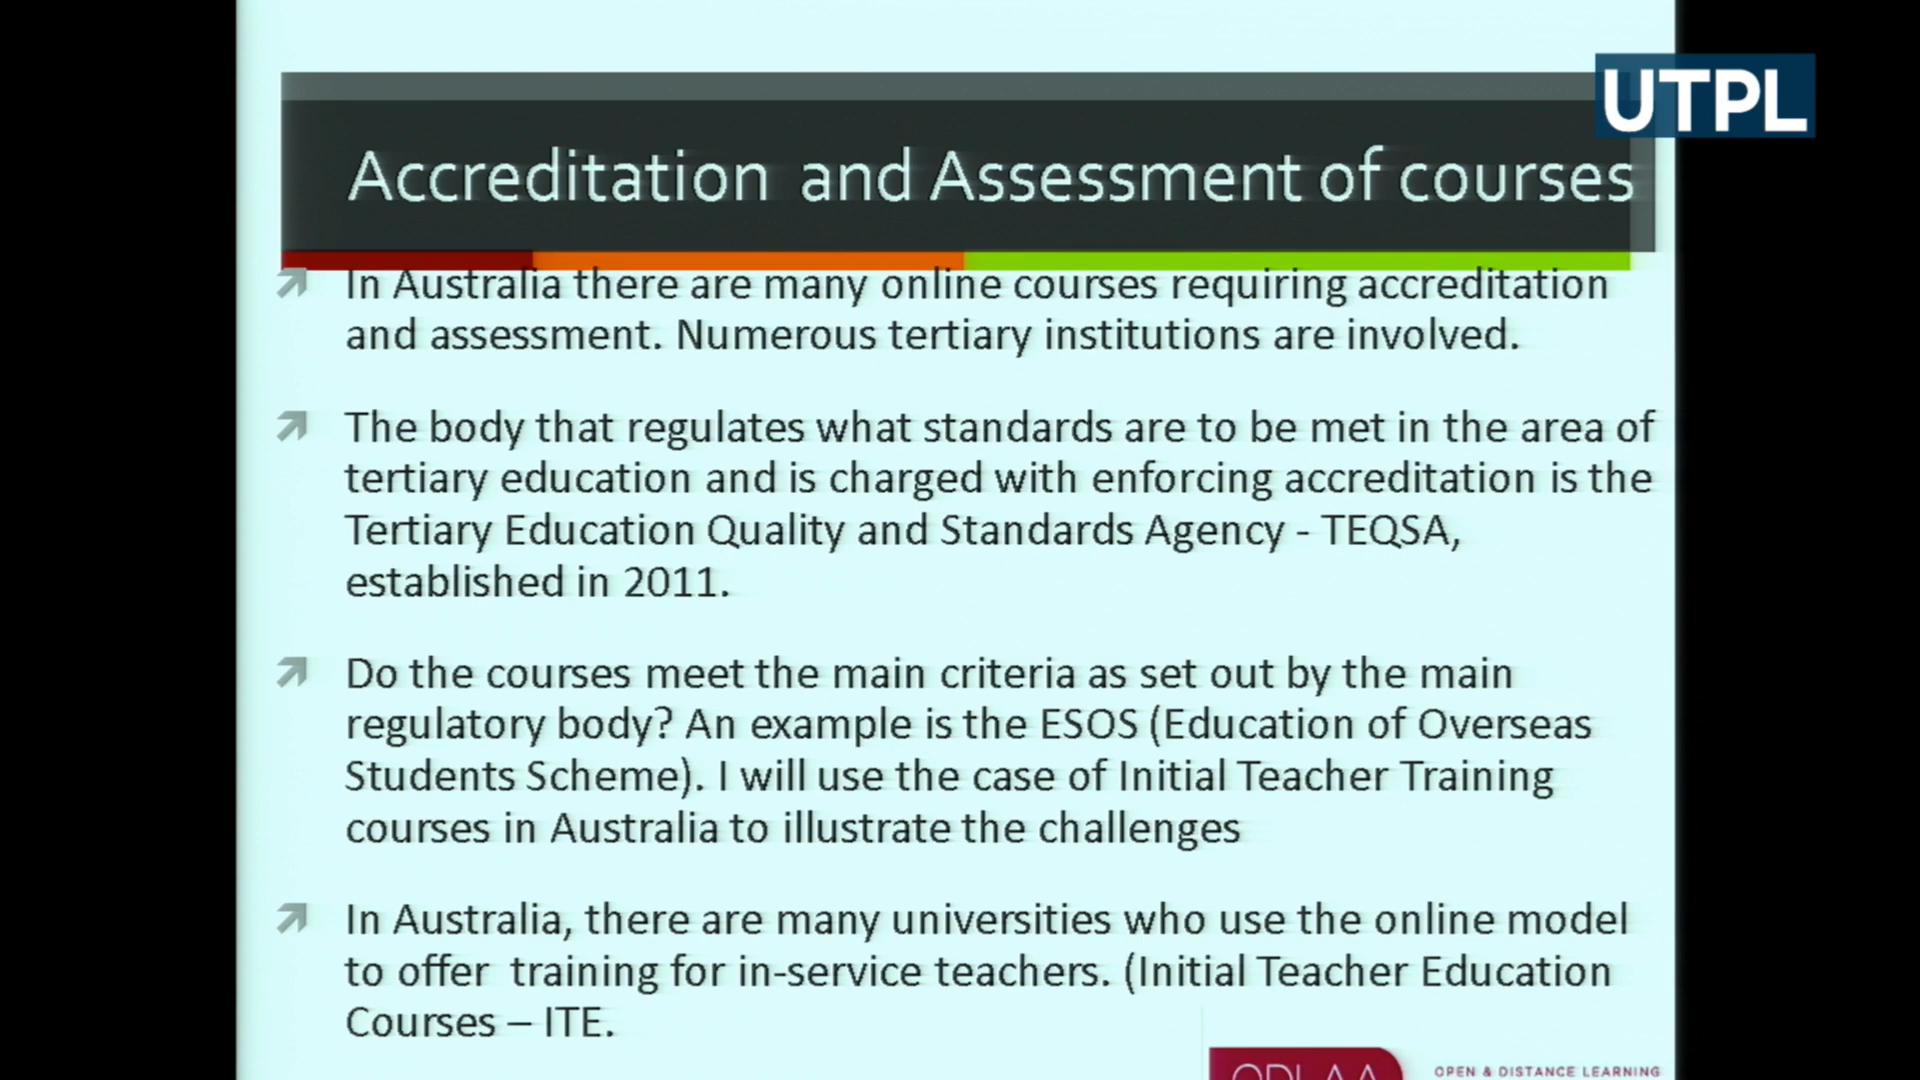 UTPL
Accreditation and Assessment of courses
In Australia there are many online courses requiring accreditation
and assessment. Numerous tertiary institutions are involved.
The body that regulates what standards are to be met in the area of
tertiary education and is charged with enforcing accreditation is the
Tertiary Education Quality and Standards Agency - TEQSA,
established in 2011.
Do the courses meet the main criteria as set out by the main
regulatory body? An example is the ESOS (Education of Overseas
Students Scheme). I will use the case of Initial Teacher Training
courses in Australia to illustrate the challenges
In Australia, there are many universities who use the online model
to offer training for in-service teachers. (Initial Teacher Education
Courses – ITE.
ODLAA
OPEN & DISTANCE LEARNING